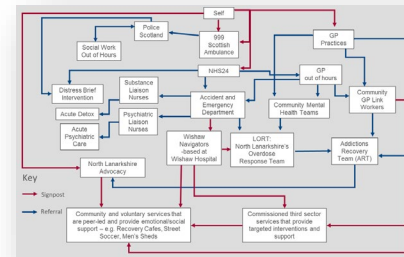 Self
Police
Scotland
999
Scottish
Ambulance
GP
Practices
Social Work
Out of Hours
NHS24
GP
out of hours
Distress Brief
Intervention
Substance
Liaison
Nurses
Accident and
Emergency
Department
Community Mental
Health Teams
Community
GP Link
Workers
Acute Detox
Psychiatric
Liaison
Nurses
Acute
Psychiatric
Care
Wishaw
Navigators
-based at
Wishaw Hospital
LORT:
North Lanarkshire's
Overdose
Response Team
Addictions
Recovery
Team (ART)
North Lanarkshire
Advocacy
Key
Signpost
Referral
Community and voluntary services that
are peer-led and provide emotional/social
support – e.g. Recovery Cafes, Street
Soccer, Men's Sheds
Commissioned third sector
services that provide
targeted interventions and
support